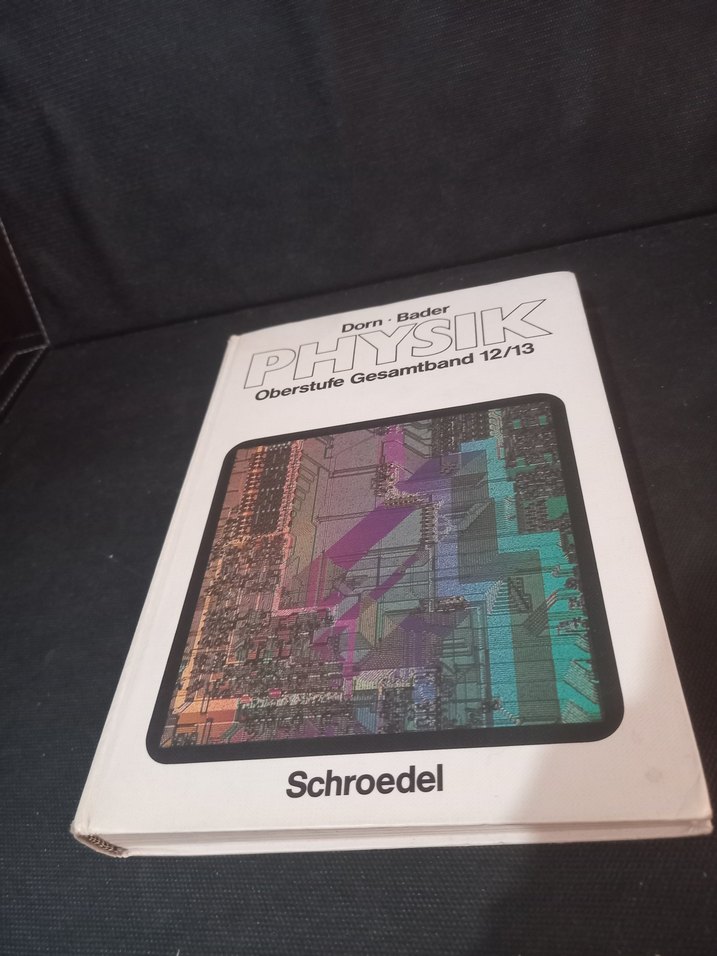 Dorn · Bader
PHYSIK
Oberstufe Gesamtband 12/13
Schroedel